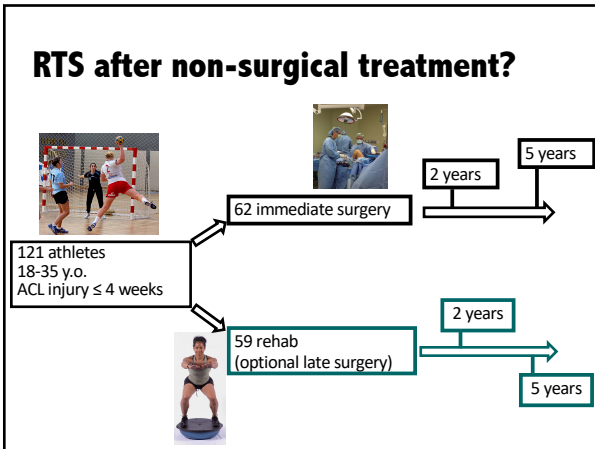 RTS after non-surgical treatment?
5 years
2 years
62 immediate surgery
121 athletes
18-35 y.o.
ACL injury ≤ 4 weeks
2 years
59 rehab
(optional late surgery)
5 years